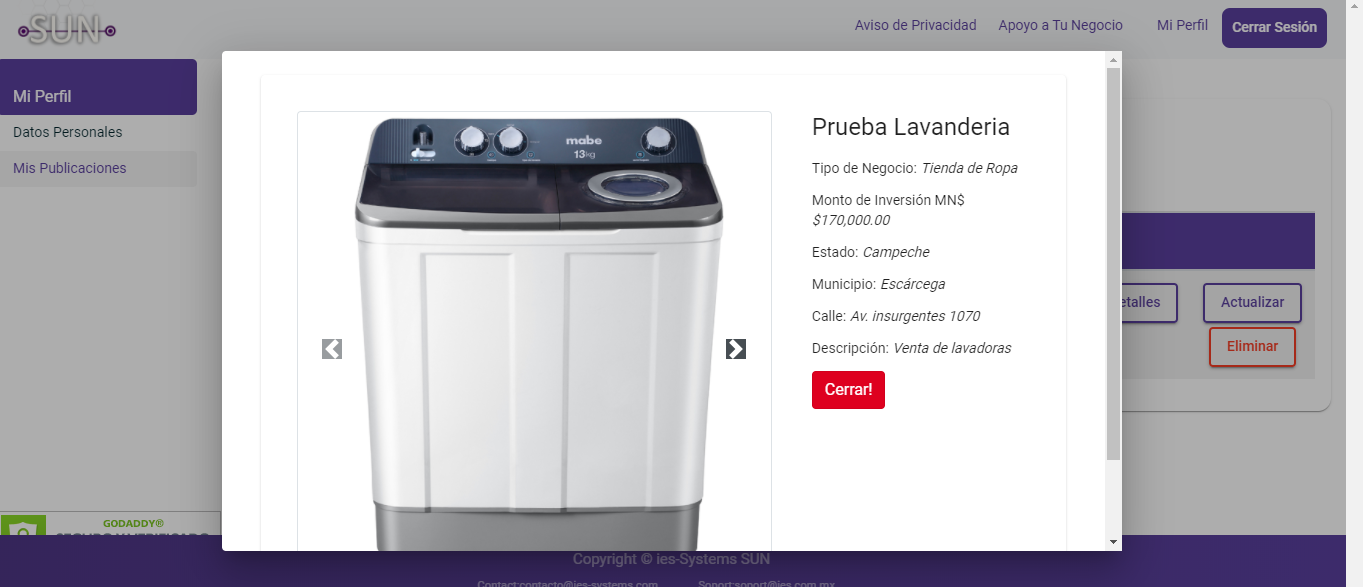 SUN
Aviso de Privacidad
Apoyo a Tu Negocio
Mi Perfil
Cerrar Sesión
Mi Perfil
Datos Personales
Mis Publicaciones
mabe
13kg
Prueba Lavanderia
Tipo de Negocio: Tienda de Ropa
Monto de Inversión MN$
$170,000.00
Estado: Campeche
Municipio: Escárcega
Calle: Av. insurgentes 1070
Descripción: Venta de lavadoras
Cerrar!
etalles
Actualizar
Eliminar
GODADDY®
Copyright © ies-Systems SUN
Contact:contacto@ies-systems.com
Soport:soport@ies.com.mx